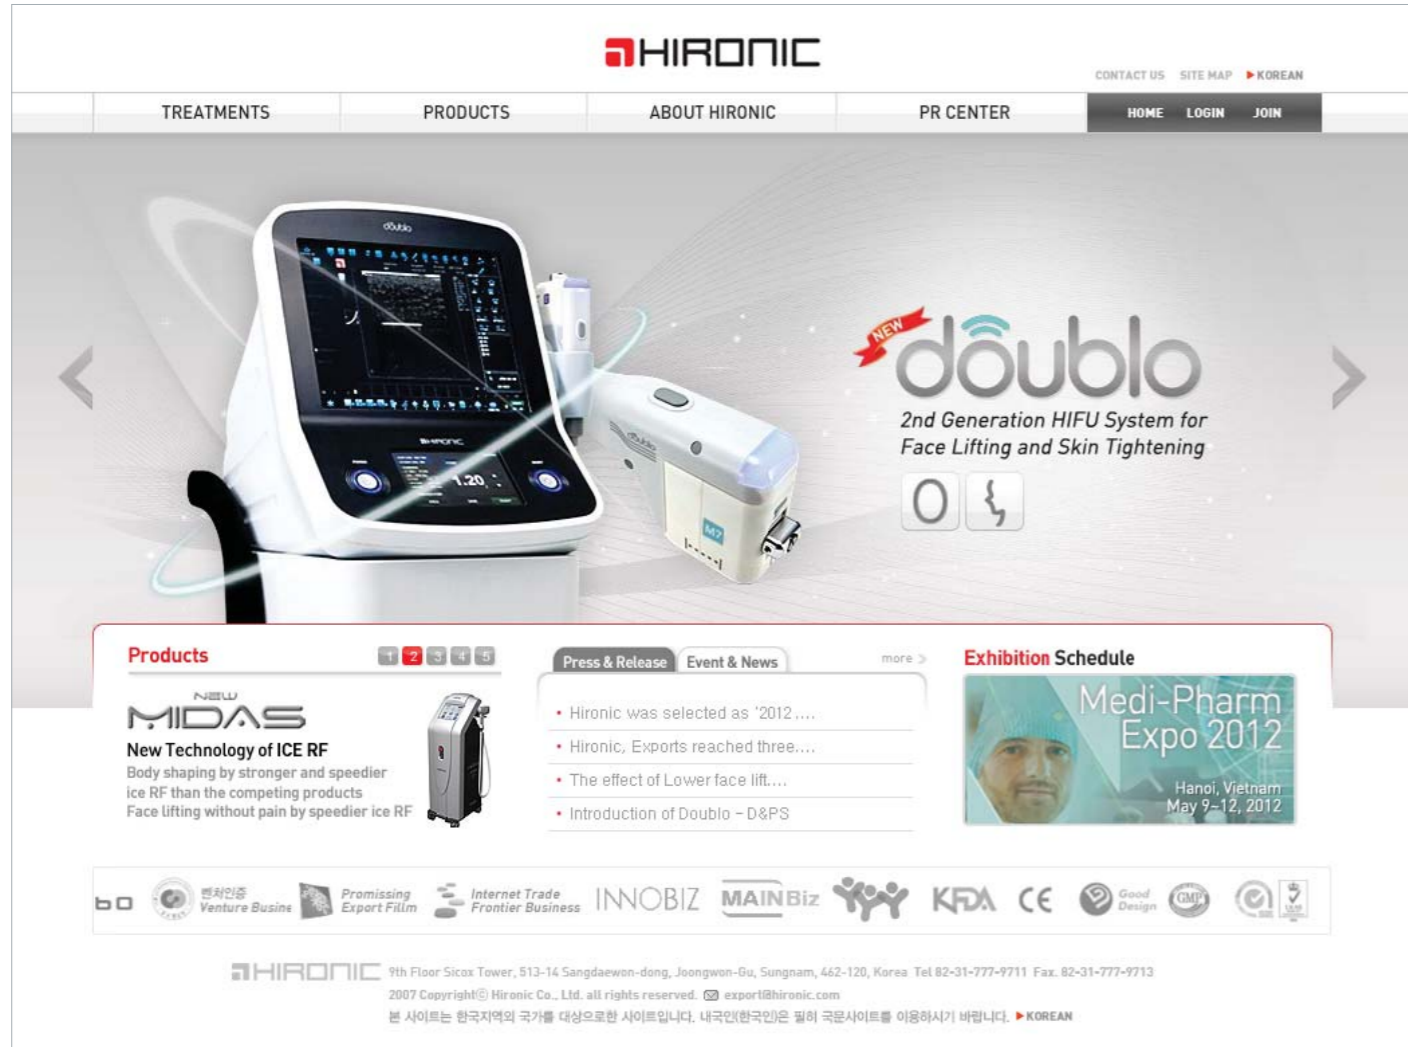 HIRONIC
CONTACT US SITE MAP ▶KOREAN
TREATMENTS PRODUCTS ABOUT HIRONIC PR CENTER HOME LOGIN JOIN
doublo
HIRONIC
1.20
doublo
M7
NEW
doublo
2nd Generation HIFU System for
Face Lifting and Skin Tightening
Products 1 2 3 4 5
NEW
MIDAS
New Technology of ICE RF
Body shaping by stronger and speedier
ice RF than the competing products
Face lifting without pain by speedier ice RF
Press & Release Event & News more
• Hironic was selected as '2012 ....
• Hironic, Exports reached three....
• The effect of Lower face lift....
• Introduction of Doublo - D&PS
Exhibition Schedule
Medi-Pharm
Expo 2012
Hanoi, Vietnam
May 9~12, 2012
bo
벤처인증
Venture Busine
Promissing
Export Fillm
Internet Trade
Frontier Business
INNOBIZ
MAINBiz
KFDA
CE
Good
Design
GMP
HIRONIC
9th Floor Sicox Tower, 513-14 Sangdaewon-dong, Joongwon-Gu, Sungnam, 462-120, Korea Tel 82-31-777-9711 Fax. 82-31-777-9713
2007 Copyrightⓒ Hironic Co., Ltd. all rights reserved. export@hironic.com
본 사이트는 한국지역외 국가를 대상으로한 사이트입니다. 내국인(한국인)은 필히 국문사이트를 이용하시기 바랍니다. ▶KOREAN